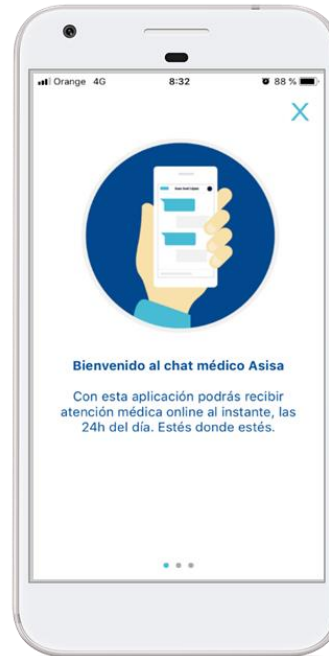 Orange 4G 8:32 88 %
Bienvenido al chat médico Asisa
Con esta aplicación podrás recibir
atención médica online al instante, las
24h del día. Estés donde estés.